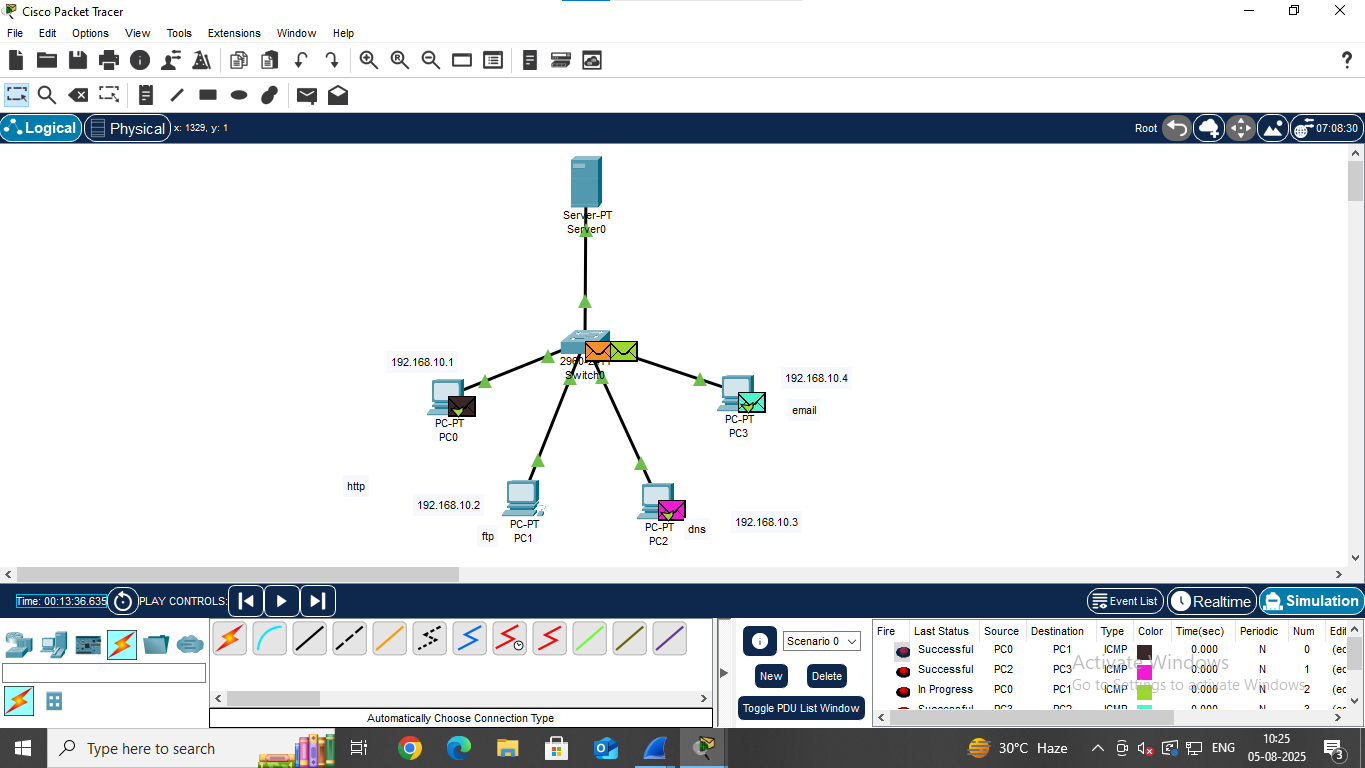 Cisco Packet Tracer
File Edit Options View Tools Extensions Window Help
Logical Physical x: 1329, y: 1 Root 07:08:30
Server-PT
Server0
192.168.10.1
Switch0
192.168.10.4
email
PC-PT
PC0
PC-PT
PC3
http
192.168.10.2
ftp
PC-PT
PC1
PC-PT
PC2
dns
192.168.10.3
Time: 00:13:36.635 PLAY CONTROLS: Event List Realtime Simulation
Scenario 0
New Delete
Toggle PDU List Window
Fire Last Status Source Destination Type Color Time(sec) Periodic N Num Edit
Successful PC0 PC1 ICMP 0.000 N 0 (ec
Successful PC2 PC3 ICMP 0.000 N 1 (ec
In Progress PC0 PC1 ICMP 0.000 N 2 (ec
Successful PC3 PC2 ICMP 0.000 N 3 (ec
Activate Windows
Go to Settings to activate Windows.
Automatically Choose Connection Type
Type here to search
30°C Haze ENG 10:25
05-08-2025
3